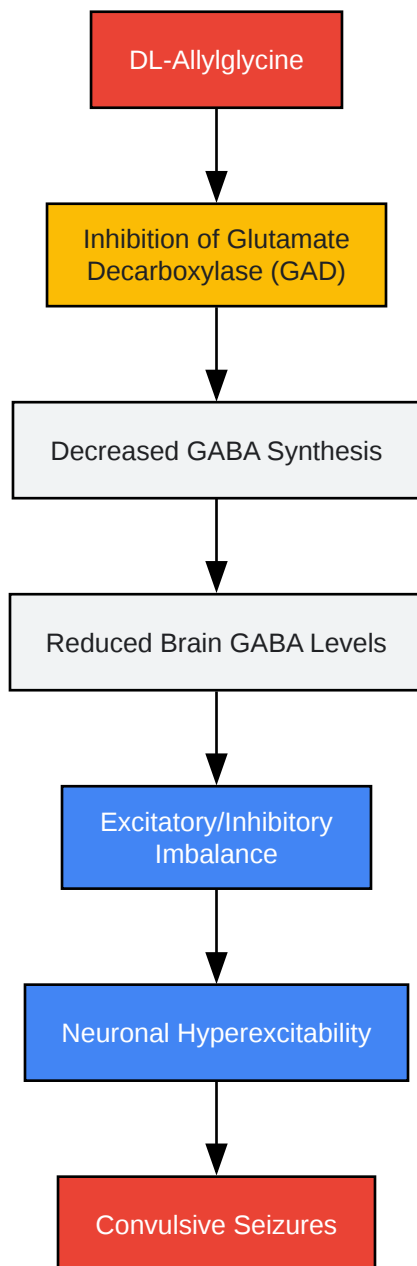 DL-Allylglycine
Inhibition of Glutamate
Decarboxylase (GAD)
Decreased GABA Synthesis
Reduced Brain GABA Levels
Excitatory/Inhibitory
Imbalance
Neuronal Hyperexcitability
Convulsive Seizures